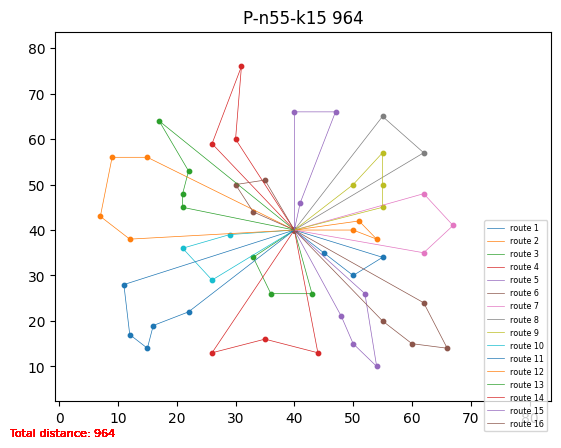 P-n55-k15 964
80
70
60
50
40
30
20
10
0 10 20 30 40 50 60 70 80
route 1
route 2
route 3
route 4
route 5
route 6
route 7
route 8
route 9
route 10
route 11
route 12
route 13
route 14
route 15
route 16
Total distance: 964